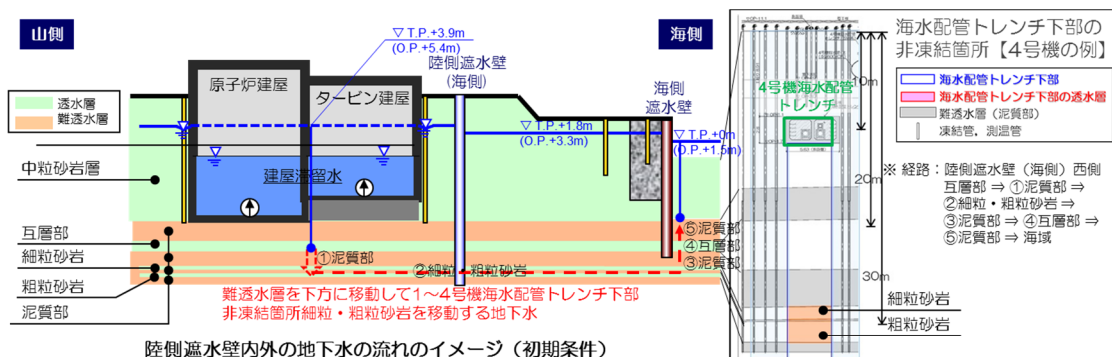 山側
▽ T.P.+3.9m
(O.P.+5.4m)
陸側遮水壁
(海側)
海側
海側
遮水壁
原子炉建屋
タービン建屋
透水層
難透水層
▽ T.P.+1.8m
(O.P.+3.3m)
▽ T.P.+0m
(O.P.+1.5m)
中粒砂岩層
建屋滞留水
互層部
細粒砂岩
粗粒砂岩
泥質部
①泥質部
②細粒・粗粒砂岩
⑤泥質部
④互層部
③泥質部
難透水層を下方に移動して1～4号機海水配管トレンチ下部
非凍結箇所細粒・粗粒砂岩を移動する地下水
陸側遮水壁内外の地下水の流れのイメージ（初期条件）
海水配管トレンチ下部の
非凍結箇所【4号機の例】
10m
4号機海水配管
トレンチ
20m
30m
海水配管トレンチ下部
海水配管トレンチ下部の透水層
難透水層（泥質部）
凍結管，測温管
※ 経路：陸側遮水壁（海側）西側
互層部 ⇒ ①泥質部 ⇒
②細粒・粗粒砂岩 ⇒
③泥質部 ⇒ ④互層部 ⇒
⑤泥質部 ⇒ 海域
細粒砂岩
粗粒砂岩